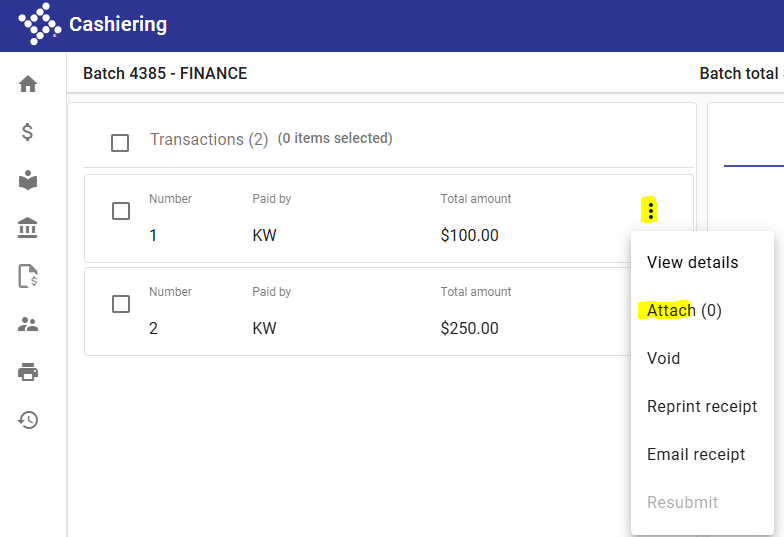 Cashiering
Batch 4385 - FINANCE
Batch total
Transactions (2) (0 items selected)
Number Paid by Total amount
1 KW $100.00
Number Paid by Total amount
2 KW $250.00
View details
Attach (0)
Void
Reprint receipt
Email receipt
Resubmit